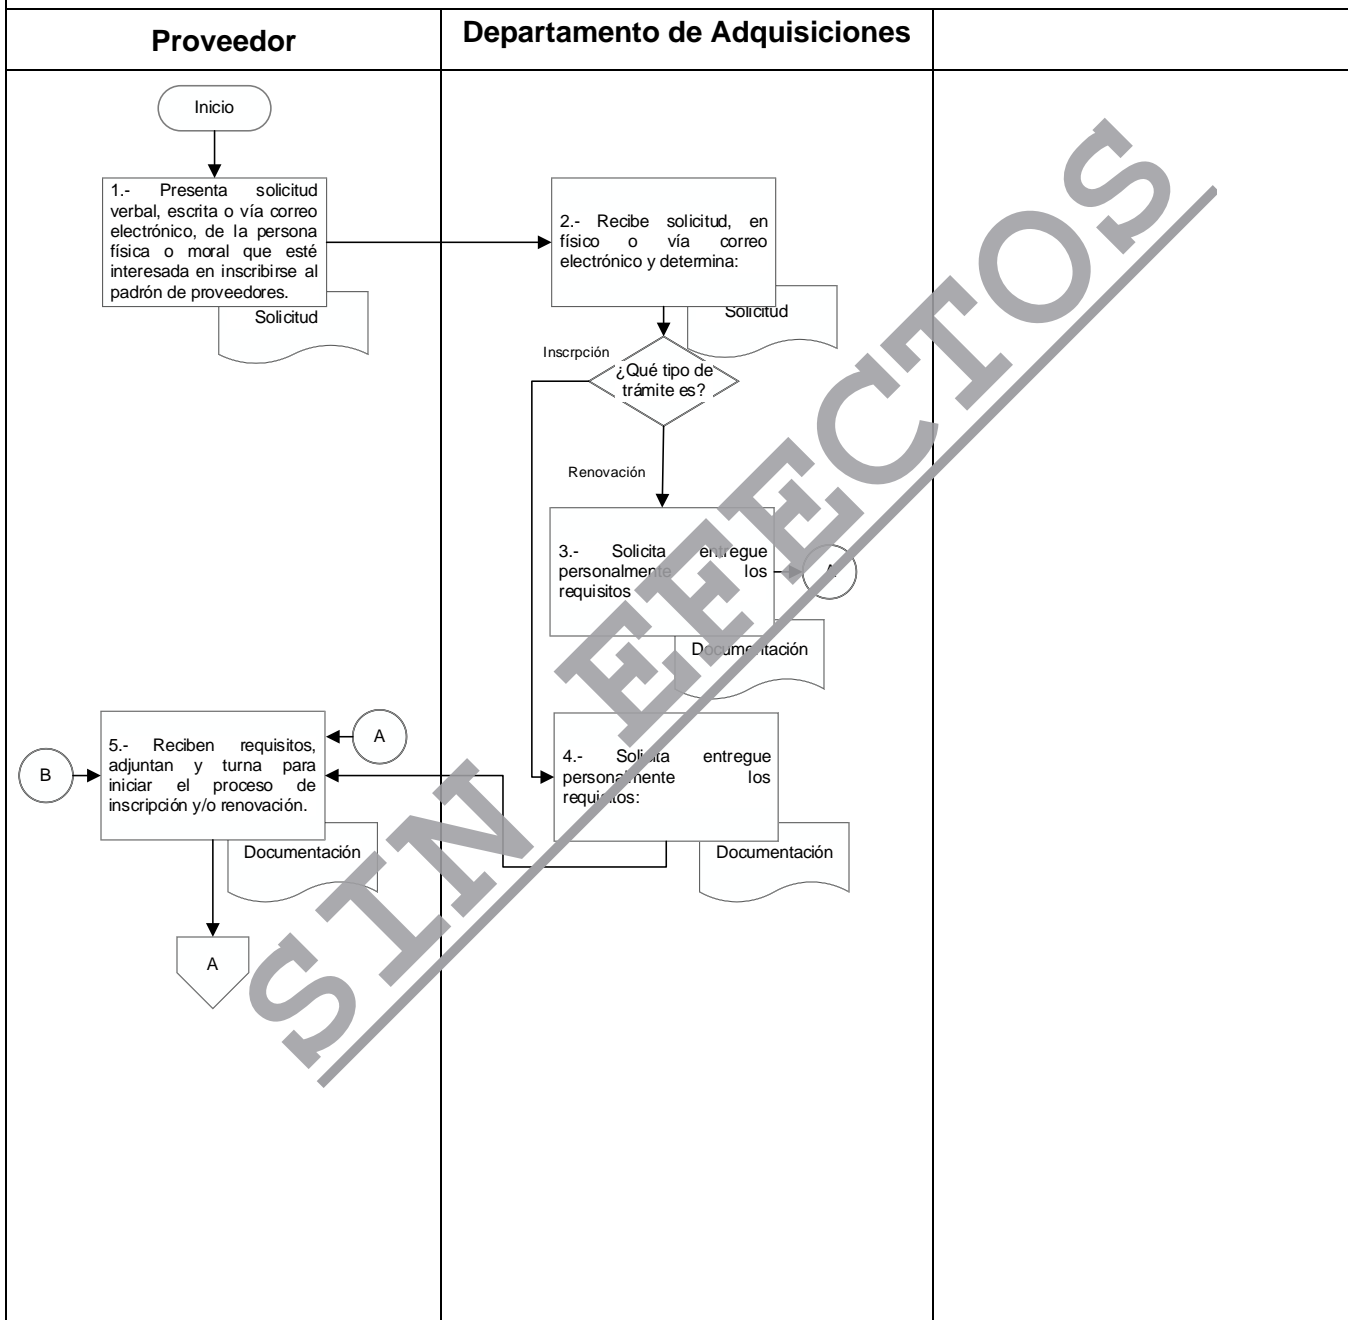 Proveedor
Departamento de Adquisiciones
Inicio
1.- Presenta solicitud
verbal, escrita o vía correo
electrónico, de la persona
física o moral que esté
interesada en inscribirse al
padrón de proveedores.
Solicitud
2.- Recibe solicitud, en
físico o vía correo
electrónico y determina:
Solicitud
Inscrpción
¿Qué tipo de
trámite es?
Renovación
3.- Solicita entregue
personalmente los
requisitos
A
Documentación
A
B
5.- Reciben requisitos,
adjuntan y turna para
iniciar el proceso de
inscripción y/o renovación.
Documentación
4.- Solicita entregue
personalmente los
requisitos:
Documentación
A
SIN EFECTOS